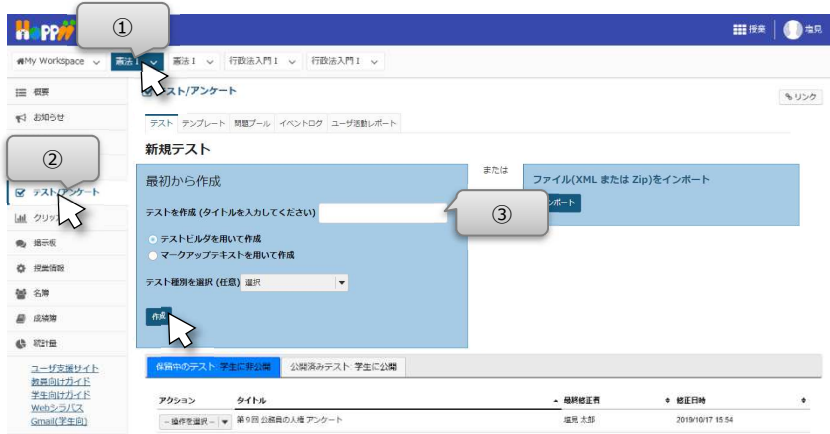 HoPPii
①
授業
塩見
My Workspace
憲法 I
憲法 I
行政法入門 I
行政法入門 I
概要
テスト/アンケート
リンク
お知らせ
テスト テンプレート 問題プール イベントログ ユーザ活動レポート
新規テスト
②
最初から作成
または
ファイル(XML または Zip)をインポート
テスト/アンケート
テストを作成 (タイトルを入力してください)
③
ポート
クリッ
テストビルダを用いて作成
掲示板
マークアップテキストを用いて作成
授業情報
テスト種別を選択 (任意) 選択
名簿
成績簿
作成
統計量
ユーザ支援サイト
保留中のテスト 学生に非公開
公開済みテスト 学生に公開
教員向けガイド
学生向けガイド
Webシラバス
Gmail(学生向)
アクション
タイトル
最終修正者
修正日時
– 操作を選択 –
第9回 公務員の人権 アンケート
塩見 太郎
2019/10/17 15:54